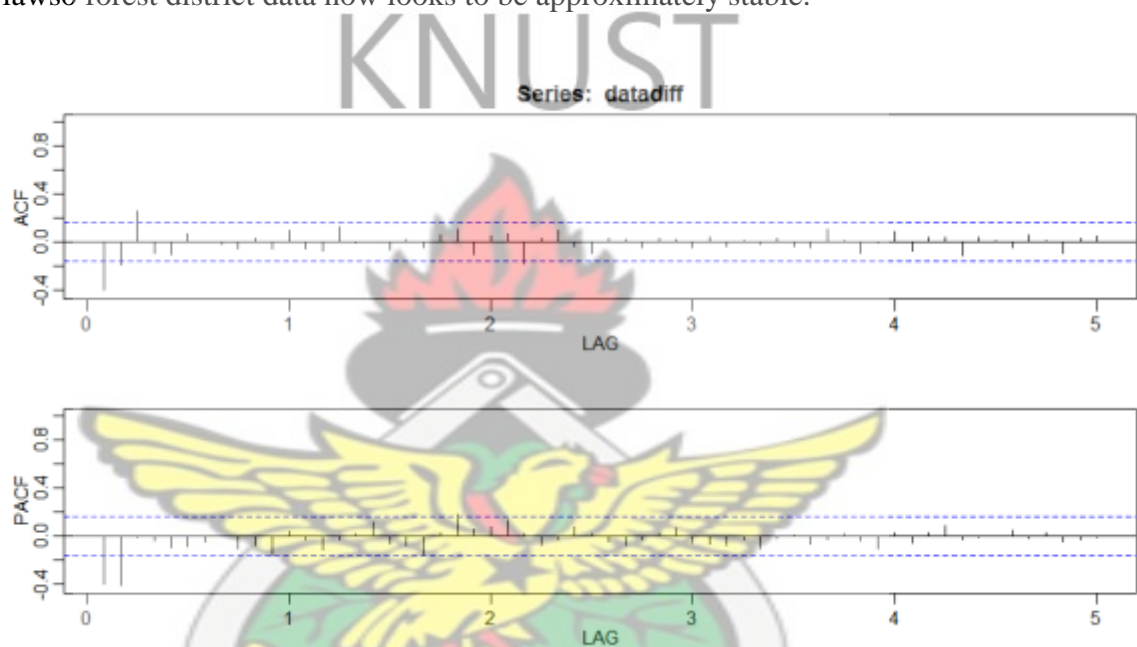 forest district data now looks to be approximately stable.
KNUST
Series: datadiff
ACF
-0.4 0.0 0.4 0.8
0 1 2 3 4 5
LAG
PACF
-0.4 0.0 0.4 0.8
0 1 2 3 4 5
LAG